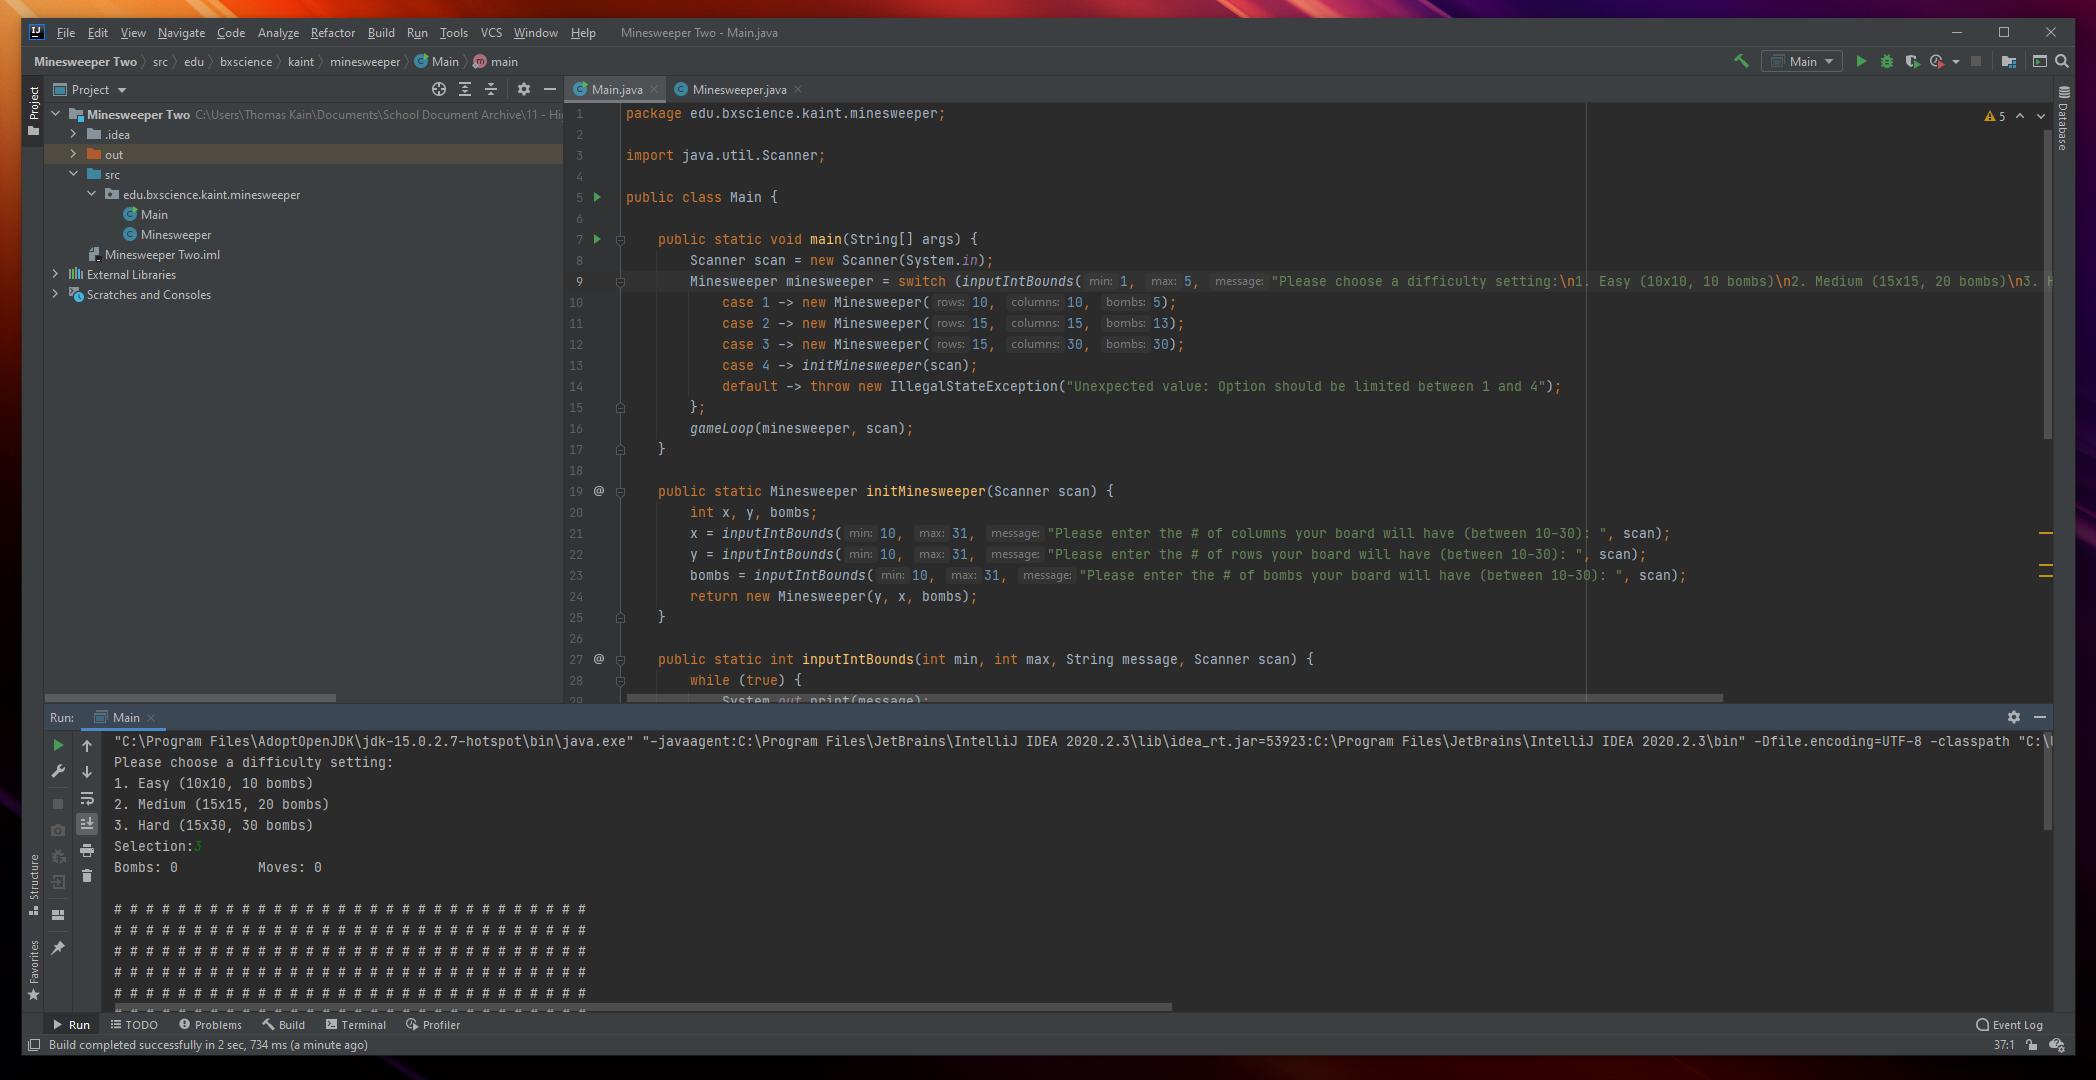 File Edit View Navigate Code Analyze Refactor Build Run Tools VCS Window Help Minesweeper Two - Main.java
Minesweeper Two src edu bxscience kaint minesweeper Main main
Main
Project
Main.java
Minesweeper.java
Project
Minesweeper Two C:\Users\Thomas Kain\Documents\School Document Archive\11 - Hi
.idea
out
src
edu.bxscience.kaint.minesweeper
Main
Minesweeper
Minesweeper Two.iml
External Libraries
Scratches and Consoles
5
Database
1 package edu.bxscience.kaint.minesweeper;
2
3 import java.util.Scanner;
4
5 public class Main {
6
7 public static void main(String[] args) {
8 Scanner scan = new Scanner(System.in);
9 Minesweeper minesweeper = switch (inputIntBounds( min: 1, max: 5, message: "Please choose a difficulty setting:\n1. Easy (10x10, 10 bombs)\n2. Medium (15x15, 20 bombs)\n3. H
10 case 1 -> new Minesweeper( rows: 10, columns: 10, bombs: 5);
11 case 2 -> new Minesweeper( rows: 15, columns: 15, bombs: 13);
12 case 3 -> new Minesweeper( rows: 15, columns: 30, bombs: 30);
13 case 4 -> initMinesweeper(scan);
14 default -> throw new IllegalStateException("Unexpected value: Option should be limited between 1 and 4");
15 };
16 gameLoop(minesweeper, scan);
17 }
18
19 @ public static Minesweeper initMinesweeper(Scanner scan) {
20 int x, y, bombs;
21 x = inputIntBounds( min: 10, max: 31, message: "Please enter the # of columns your board will have (between 10-30): ", scan);
22 y = inputIntBounds( min: 10, max: 31, message: "Please enter the # of rows your board will have (between 10-30): ", scan);
23 bombs = inputIntBounds( min: 10, max: 31, message: "Please enter the # of bombs your board will have (between 10-30): ", scan);
24 return new Minesweeper(y, x, bombs);
25 }
26
27 @ public static int inputIntBounds(int min, int max, String message, Scanner scan) {
28 while (true) {
29 System.out.print(message);
Run: Main
"C:\Program Files\AdoptOpenJDK\jdk-15.0.2.7-hotspot\bin\java.exe" "-javaagent:C:\Program Files\JetBrains\IntelliJ IDEA 2020.2.3\lib\idea_rt.jar=53923:C:\Program Files\JetBrains\IntelliJ IDEA 2020.2.3\bin" -Dfile.encoding=UTF-8 -classpath "C:\U
Please choose a difficulty setting:
1. Easy (10x10, 10 bombs)
2. Medium (15x15, 20 bombs)
3. Hard (15x30, 30 bombs)
Selection:3
Bombs: 0 Moves: 0
# # # # # # # # # # # # # # # # # # # # # # # # # # # # # #
# # # # # # # # # # # # # # # # # # # # # # # # # # # # # #
# # # # # # # # # # # # # # # # # # # # # # # # # # # # # #
# # # # # # # # # # # # # # # # # # # # # # # # # # # # # #
# # # # # # # # # # # # # # # # # # # # # # # # # # # # # #
Structure
Favorites
Run TODO Problems Build Terminal Profiler Event Log
Build completed successfully in 2 sec, 734 ms (a minute ago) 37:1